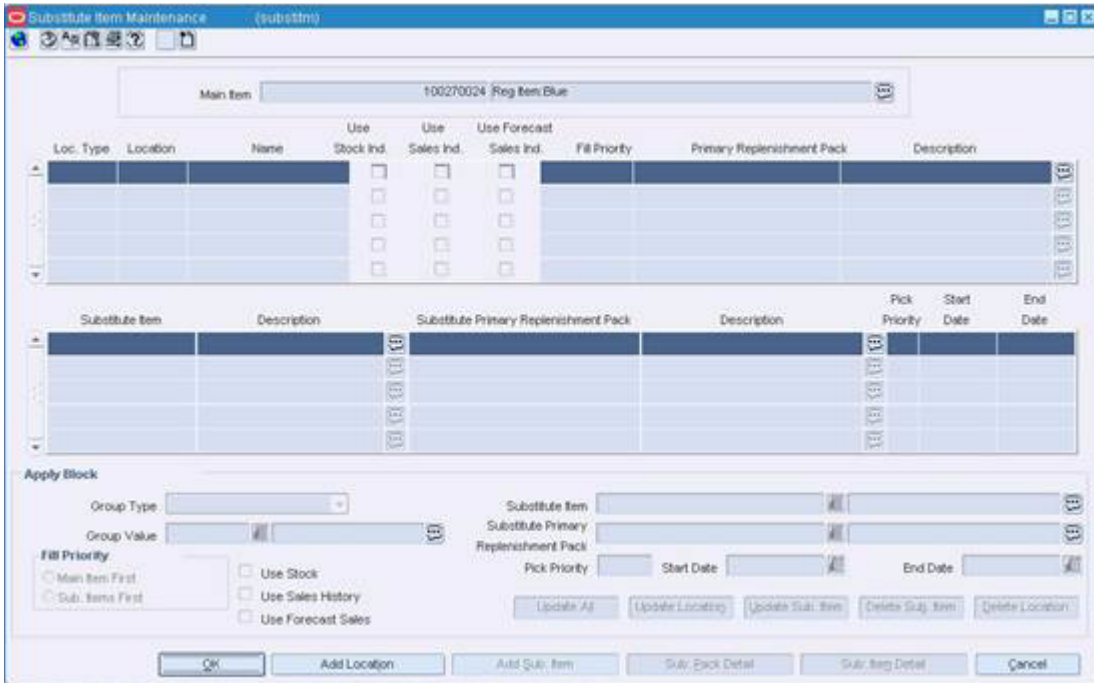 Substitute Item Maintenance (substitm)
Main Item 100270024 Reg Item:Blue
Use Use Use Forecast
Loc. Type Location Name Stock Ind. Sales Ind. Sales Ind. Fill Priority Primary Replenishment Pack Description
Pick Start End
Substitute Item Description Substitute Primary Replenishment Pack Description Priority Date Date
Apply Block
Group Type Substitute Item
Group Value Substitute Primary
Replenishment Pack
Fill Priority Pick Priority Start Date End Date
Main Item First Use Stock
Sub. Items First Use Sales History
Use Forecast Sales
Update All Update Location Update Sub. Item Delete Sub. Item Delete Location
OK Add Location Add Sub. Item Sub. Pack Detail Sub. Item Detail Cancel